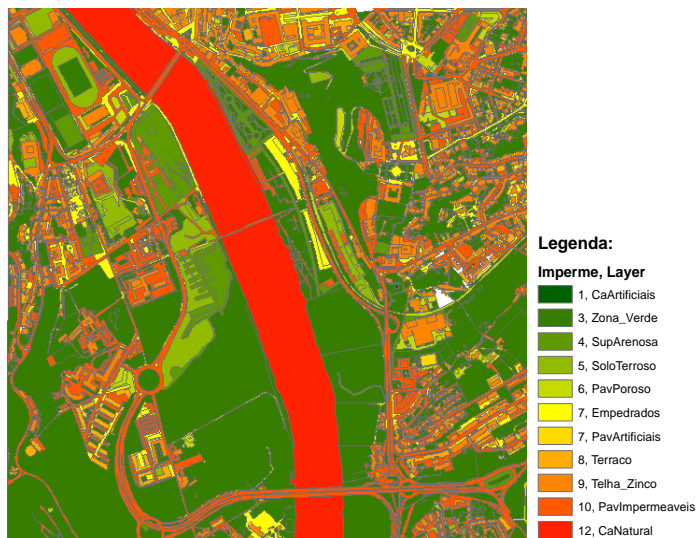 Legenda:
Imperme, Layer
1, CaArtificiais
3, Zona_Verde
4, SupArenosa
5, SoloTerroso
6, PavPoroso
7, Empedrados
7, PavArtificiais
8, Terraco
9, Telha_Zinco
10, PavImpermeaveis
12, CaNatural